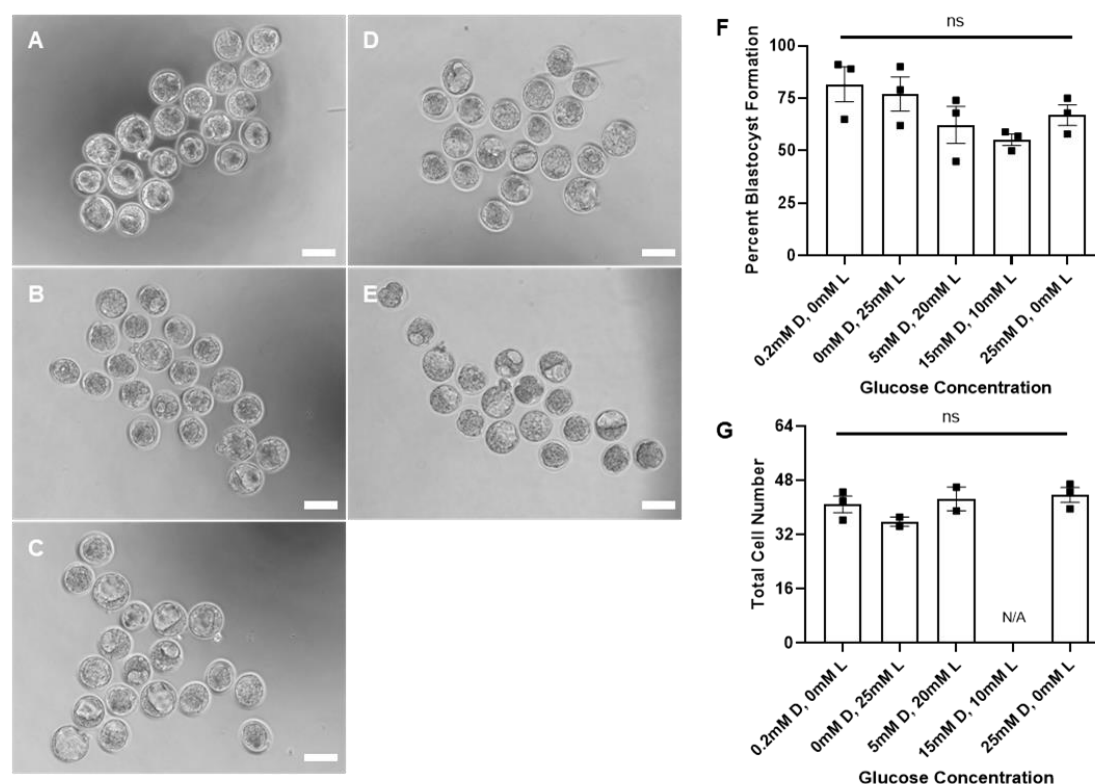 A
D
B
E
C
F
ns
Percent Blastocyst Formation
100
75
50
25
0
0.2mM D, 0mM L
0mM D, 25mM L
5mM D, 20mM L
15mM D, 10mM L
25mM D, 0mM L
Glucose Concentration
G
ns
Total Cell Number
64
48
32
16
0
N/A
0.2mM D, 0mM L
0mM D, 25mM L
5mM D, 20mM L
15mM D, 10mM L
25mM D, 0mM L
Glucose Concentration